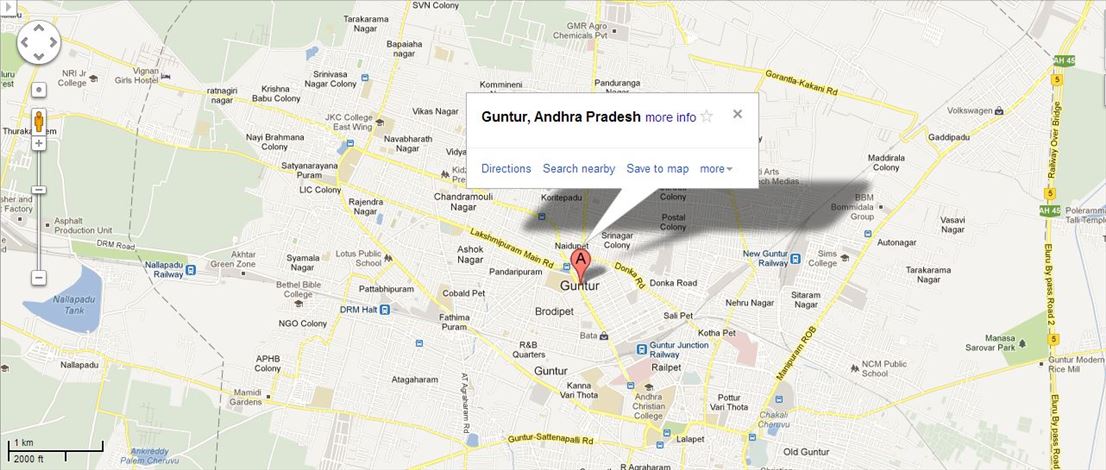 SVN Colony
Tarakarama
Nagar
Bapaiaha
nagar
GMR Agro
Chemicals Pvt
NRI Jr
College
Vignan
Girls Hostel
Srinivasa
Nagar Colony
Kommineni
Panduranga
Nagar
Gorantla-Kakani Rd
AH 45
5
ratnagiri
nagar
Krishna
Babu Colony
Vikas Nagar
Volkswagen
JKC College
East Wing
Nayi Brahmana
Colony
Navabharath
Nagar
Gaddipadu
Railway Over Bridge
Guntur, Andhra Pradesh more info
Directions Search nearby Save to map more
Satyanarayana
Puram
LIC Colony
Maddirala
Colony
Arts
Medias
Colony
Rajendra
Nagar
Chandramouli
Nagar
Koritepadu
Postal
Colony
BBM
Bommidala
Group
Vasavi
Nagar
AH 45
5
Poleramma
Talli Temple
Asphalt
Production Unit
DRM Road
Lakshmipuram Main Rd
Naidupet
Srinagar
Colony
Autonagar
Nallapadu
Railway
Akhtar
Green Zone
Syamala
Nagar
Lotus Public
School
Ashok
Nagar
Pandaripuram
A
Guntur
Donka Rd
Donka Road
New Guntur
Railway
Sims
College
Tarakarama
Nagar
Eluru By pass Road 2
Nallapadu
Tank
Bethel Bible
College
Pattabhipuram
Cobald Pet
DRM Halt
Fathima
Puram
Brodipet
Sali Pet
Nehru Nagar
Sitaram
Nagar
NGO Colony
Bata
Kotha Pet
Manipuram ROB
Manasa
Sarovar Park
5
R&B
Quarters
Guntur Junction
Railway
Railpet
Guntur Modern
Rice Mill
Nallapadu
APHB
Colony
Atagaharam
Guntur
NCM Public
School
Mamidi
Gardens
AT Agraharam Rd
Kanna
Vari Thota
Andhra
Christian
College
Pottur
Vari Thota
Chakali
Cheruvu
Eluru By pass Road
1 km
2000 ft
Ankireddy
Palem Cheruvu
Guntur-Sattenapalli Rd
Lalapet
Old Guntur
R Agraharam